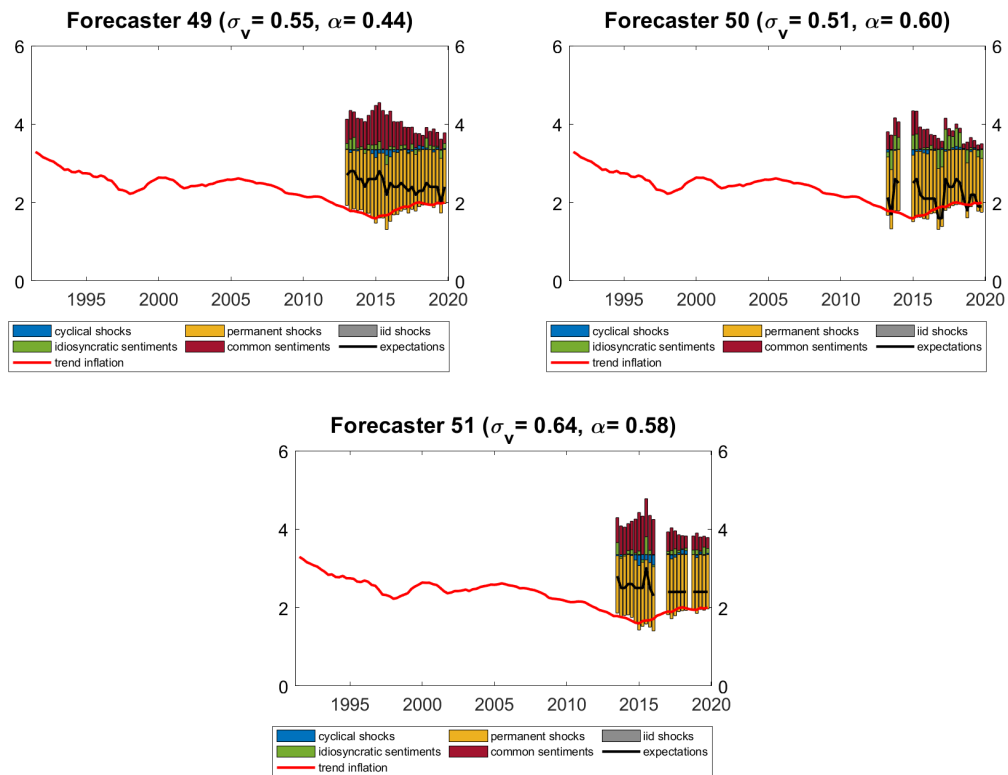 Forecaster 49 (σv= 0.55, α= 0.44)
6 6
4 4
2 2
0 0
1995 2000 2005 2010 2015 2020
cyclical shocks permanent shocks iid shocks
idiosyncratic sentiments common sentiments expectations
trend inflation
Forecaster 50 (σv= 0.51, α= 0.60)
6 6
4 4
2 2
0 0
1995 2000 2005 2010 2015 2020
cyclical shocks permanent shocks iid shocks
idiosyncratic sentiments common sentiments expectations
trend inflation
Forecaster 51 (σv= 0.64, α= 0.58)
6 6
4 4
2 2
0 0
1995 2000 2005 2010 2015 2020
cyclical shocks permanent shocks iid shocks
idiosyncratic sentiments common sentiments expectations
trend inflation